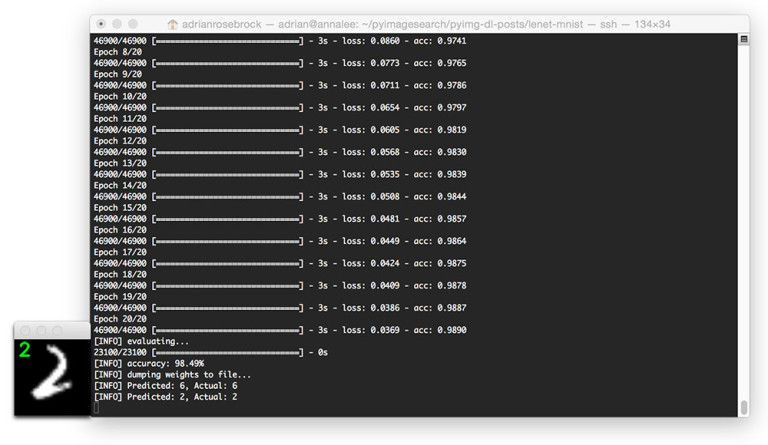 adrianrosebrock — adrian@annalee: ~/pyimagesearch/pyimg-dl-posts/lenet-mnist — ssh — 134×34
46900/46900 [==============================] - 3s - loss: 0.0860 - acc: 0.9741
Epoch 8/20
46900/46900 [==============================] - 3s - loss: 0.0773 - acc: 0.9765
Epoch 9/20
46900/46900 [==============================] - 3s - loss: 0.0711 - acc: 0.9786
Epoch 10/20
46900/46900 [==============================] - 3s - loss: 0.0654 - acc: 0.9797
Epoch 11/20
46900/46900 [==============================] - 3s - loss: 0.0605 - acc: 0.9819
Epoch 12/20
46900/46900 [==============================] - 3s - loss: 0.0568 - acc: 0.9830
Epoch 13/20
46900/46900 [==============================] - 3s - loss: 0.0535 - acc: 0.9839
Epoch 14/20
46900/46900 [==============================] - 3s - loss: 0.0508 - acc: 0.9844
Epoch 15/20
46900/46900 [==============================] - 3s - loss: 0.0481 - acc: 0.9857
Epoch 16/20
46900/46900 [==============================] - 3s - loss: 0.0449 - acc: 0.9864
Epoch 17/20
46900/46900 [==============================] - 3s - loss: 0.0424 - acc: 0.9875
Epoch 18/20
46900/46900 [==============================] - 3s - loss: 0.0409 - acc: 0.9878
Epoch 19/20
46900/46900 [==============================] - 3s - loss: 0.0386 - acc: 0.9887
Epoch 20/20
46900/46900 [==============================] - 3s - loss: 0.0369 - acc: 0.9890
[INFO] evaluating...
23100/23100 [==============================] - 0s
[INFO] accuracy: 98.49%
[INFO] dumping weights to file...
[INFO] Predicted: 6, Actual: 6
[INFO] Predicted: 2, Actual: 2
2
2